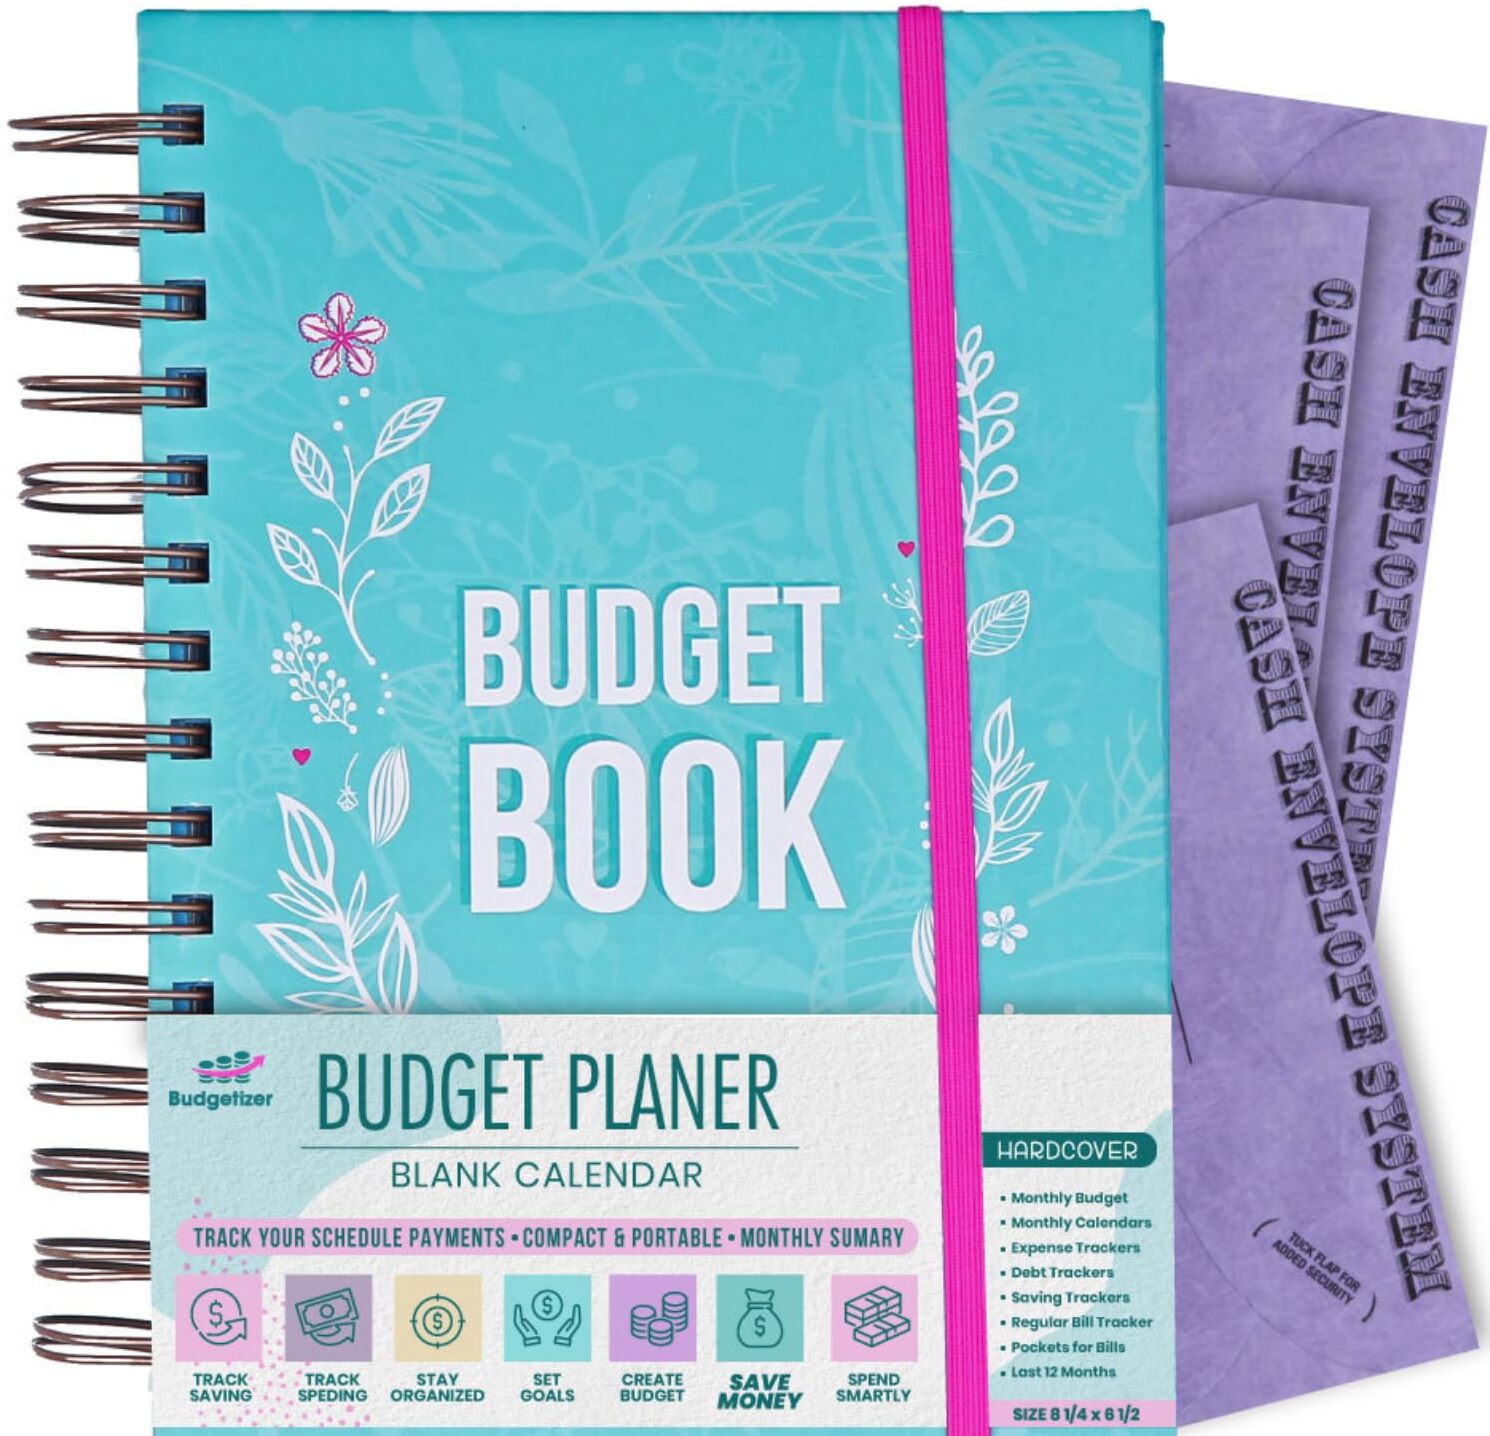 BUDGET
BOOK
Budgetizer
BUDGET PLANER
BLANK CALENDAR
TRACK YOUR SCHEDULE PAYMENTS • COMPACT & PORTABLE • MONTHLY SUMARY
TRACK
SAVING
TRACK
SPEDING
STAY
ORGANIZED
SET
GOALS
CREATE
BUDGET
SAVE
MONEY
SPEND
SMARTLY
HARDCOVER
• Monthly Budget
• Monthly Calendars
• Expense Trackers
• Debt Trackers
• Saving Trackers
• Regular Bill Tracker
• Pockets for Bills
• Last 12 Months
SIZE 8 1/4 x 6 1/2
CASH ENVELOPE SYSTEM
CASH ENVELO
CASH ENVELOPE SYSTE
(TUCK FLAP FOR
ADDED SECURITY)